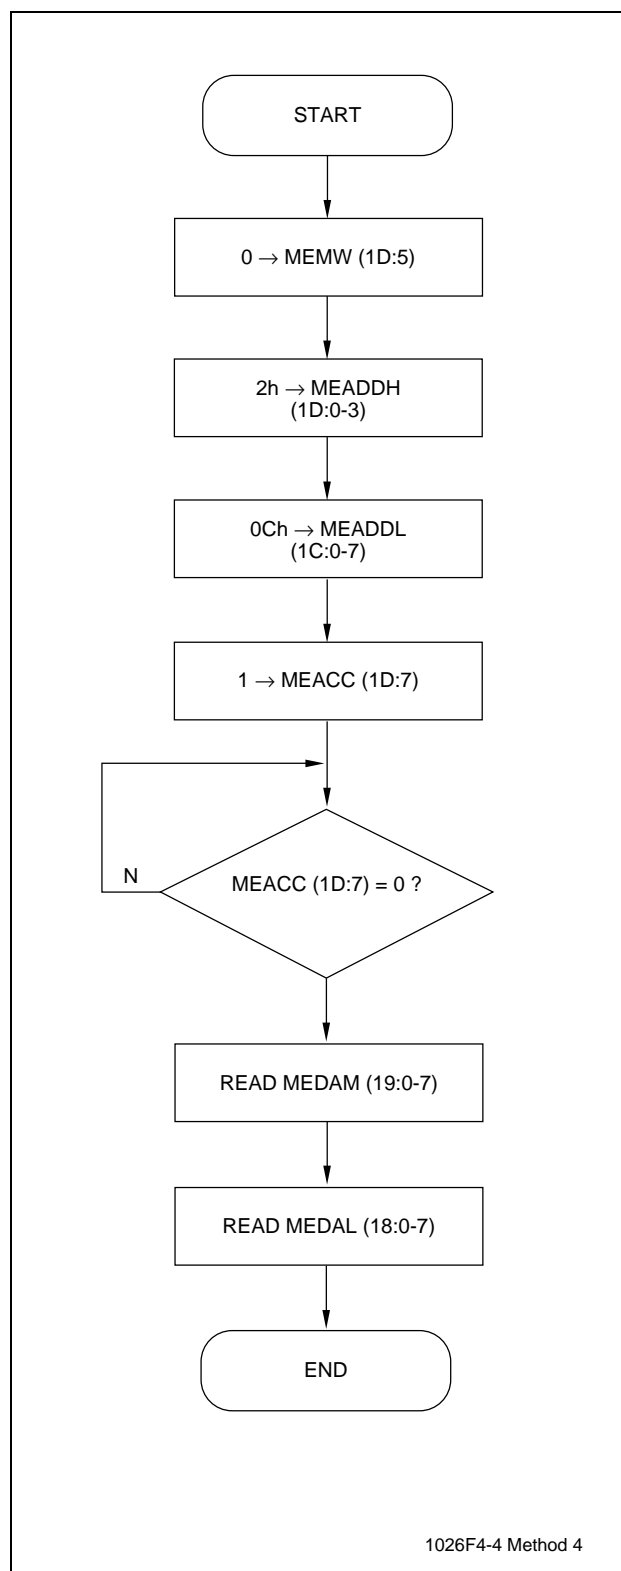 START
0 → MEMW (1D:5)
2h → MEADDH
(1D:0-3)
0Ch → MEADDL
(1C:0-7)
1 → MEACC (1D:7)
N
MEACC (1D:7) = 0 ?
READ MEDAM (19:0-7)
READ MEDAL (18:0-7)
END
1026F4-4 Method 4